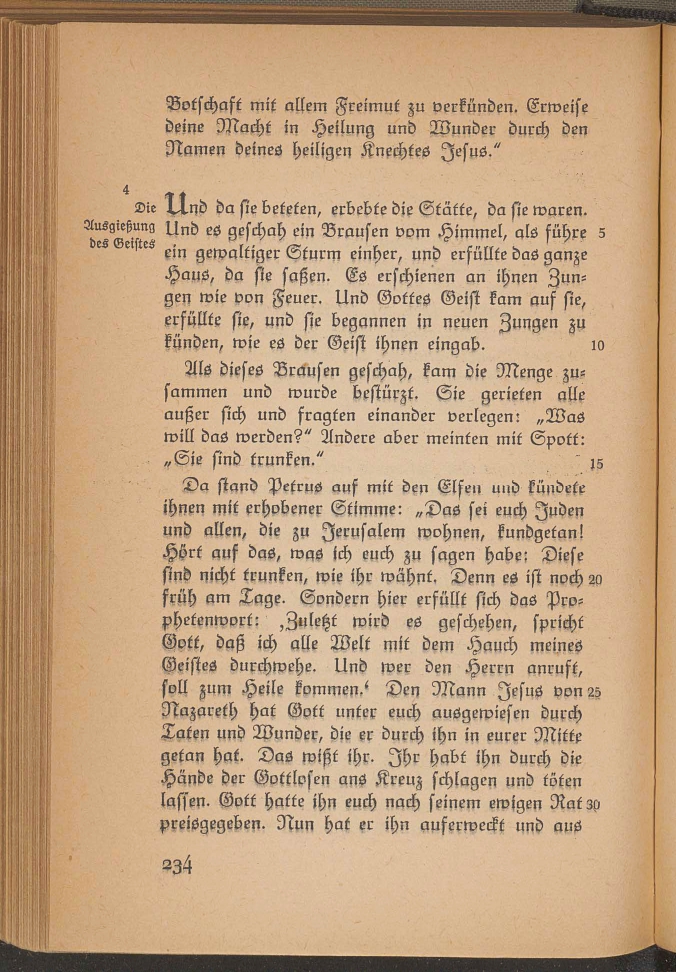 Botschaft mit allem Freimut zu verkünden. Erweise
deine Macht in Heilung und Wunder durch den
Namen deines heiligen Knechtes Jesus.“
4
Die
Ausgießung
des Geistes
Und da sie beteten, erbebte die Stätte, da sie waren.
Und es geschah ein Brausen vom Himmel, als führe 5
ein gewaltiger Sturm einher, und erfüllte das ganze
Haus, da sie saßen. Es erschienen an ihnen Zun-
gen wie von Feuer. Und Gottes Geist kam auf sie,
erfüllte sie, und sie begannen in neuen Zungen zu
künden, wie es der Geist ihnen eingab. 10
Als dieses Brausen geschah, kam die Menge zu-
sammen und wurde bestürzt. Sie gerieten alle
außer sich und fragten einander verlegen: „Was
will das werden?“ Andere aber meinten mit Spott:
„Sie sind trunken.“ 15
Da stand Petrus auf mit den Elfen und kündete
ihnen mit erhobener Stimme: „Das sei euch Juden
und allen, die zu Jerusalem wohnen, kundgetan!
Hört auf das, was ich euch zu sagen habe: Diese
sind nicht trunken, wie ihr wähnt. Denn es ist noch 20
früh am Tage. Sondern hier erfüllt sich das Pro-
phetenwort: ‚Zuletzt wird es geschehen, spricht
Gott, daß ich alle Welt mit dem Hauch meines
Geistes durchwehe. Und wer den Herrn anruft,
soll zum Heile kommen.‘ Den Mann Jesus von 25
Nazareth hat Gott unter euch ausgewiesen durch
Taten und Wunder, die er durch ihn in eurer Mitte
getan hat. Das wißt ihr. Ihr habt ihn durch die
Hände der Gottlosen ans Kreuz schlagen und töten
lassen. Gott hatte ihn euch nach seinem ewigen Rat 30
preisgegeben. Nun hat er ihn auferweckt und aus
234